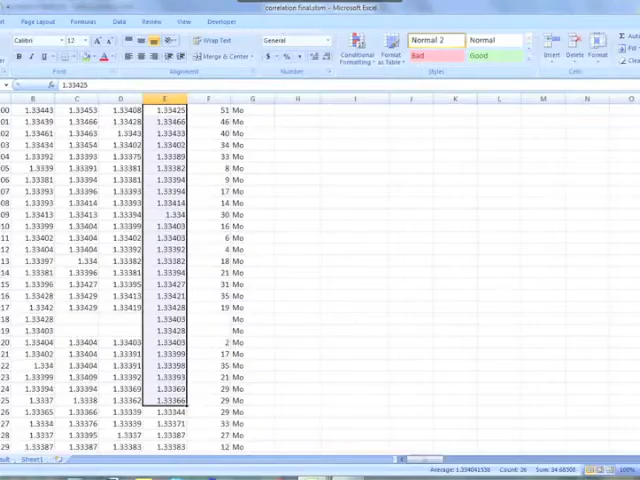 correlation final.xlsm - Microsoft Excel
Page Layout Formulas Data Review View Developer
Calibri 12 Wrap Text General Normal 2 Normal
B I U Merge & Center $ % , Conditional Formatting as Table Bad Good Insert Delete Format
Font Alignment Number Styles Cells
1.33425
B C D E F G H I J K L M N O
00 1.33443 1.33453 1.33408 1.33425 51 Mo
01 1.33439 1.33466 1.33428 1.33466 46 Mo
02 1.33461 1.33466 1.3343 1.33433 40 Mo
03 1.33434 1.33454 1.33402 1.33402 34 Mo
04 1.33392 1.33393 1.33375 1.33389 33 Mo
05 1.3339 1.33391 1.33381 1.33382 8 Mo
06 1.33381 1.33394 1.33381 1.33394 9 Mo
07 1.33393 1.33396 1.33393 1.33394 17 Mo
08 1.33393 1.33414 1.33393 1.33414 14 Mo
09 1.33413 1.33413 1.33394 1.334 30 Mo
10 1.33399 1.33404 1.33399 1.33403 16 Mo
11 1.33402 1.33404 1.33402 1.33403 6 Mo
12 1.33404 1.33404 1.33392 1.33392 4 Mo
13 1.33397 1.334 1.33382 1.33382 18 Mo
14 1.33381 1.33396 1.33381 1.33394 21 Mo
15 1.33396 1.33427 1.33395 1.33427 31 Mo
16 1.33428 1.33429 1.33413 1.33421 35 Mo
17 1.3342 1.33429 1.33419 1.33428 19 Mo
18 1.33428 1.33403 Mo
19 1.33403 1.33428 Mo
20 1.33404 1.33404 1.33403 1.33403 2 Mo
21 1.33402 1.33404 1.33391 1.33399 17 Mo
22 1.334 1.33404 1.33391 1.33398 35 Mo
23 1.33399 1.33409 1.33392 1.33393 21 Mo
24 1.33394 1.33394 1.33369 1.33369 29 Mo
25 1.3337 1.3338 1.33362 1.33366 29 Mo
26 1.33365 1.33366 1.33339 1.33344 29 Mo
27 1.3334 1.33376 1.33339 1.33371 33 Mo
28 1.3337 1.33395 1.3337 1.33387 27 Mo
29 1.33387 1.33387 1.33383 1.33383 12 Mo
Sheet1
Average: 1.334041538 Count: 26 Sum: 34.68508 100%